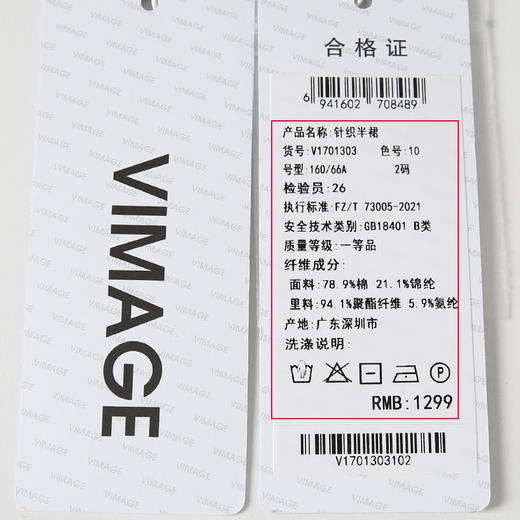 VIMAGE
合格证
6 941602 708489
产品名称:针织半裙
货号:V1701303 色号:10
号型:160/66A 2码
检验员:26
执行标准:FZ/T 73005-2021
安全技术类别:GB18401 B类
质量等级:一等品
纤维成分:
面料:78.9%棉 21.1%锦纶
里料:94.1%聚酯纤维 5.9%氨纶
产地:广东深圳市
洗涤说明:
P
RMB:1299
V1701303102